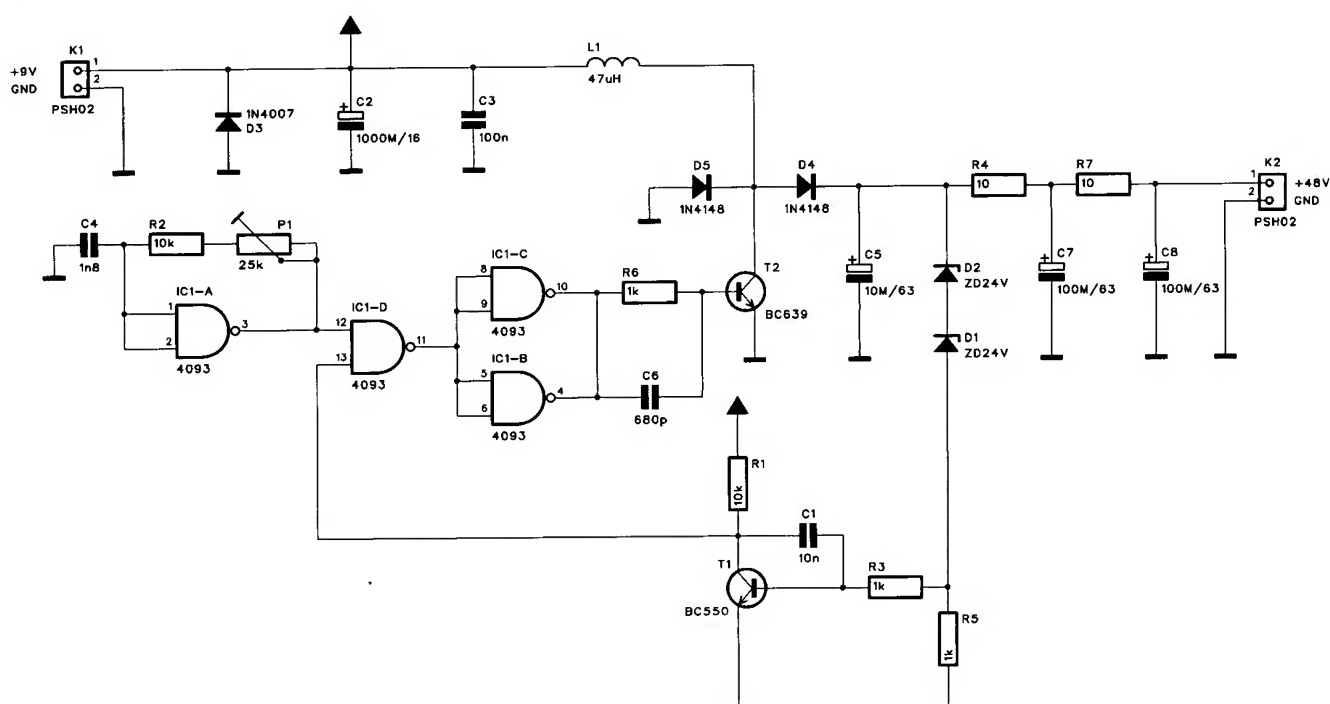 K1
+9V
GND
1
2
PSH02
1N4007
D3
C2
+
1000M/16
C3
100n
L1
47uH
D5
1N4148
D4
1N4148
R4
10
R7
10
K2
1
2
+48V
GND
PSH02
C4
1n8
R2
10k
P1
25k
IC1-A
1
2
3
4093
IC1-D
12
13
11
4093
IC1-C
8
9
10
4093
IC1-B
5
6
4
4093
R6
1k
C6
680p
T2
BC639
+
C5
10M/63
D2
ZD24V
D1
ZD24V
+
C7
100M/63
+
C8
100M/63
R1
10k
C1
10n
T1
BC550
R3
1k
R5
1k